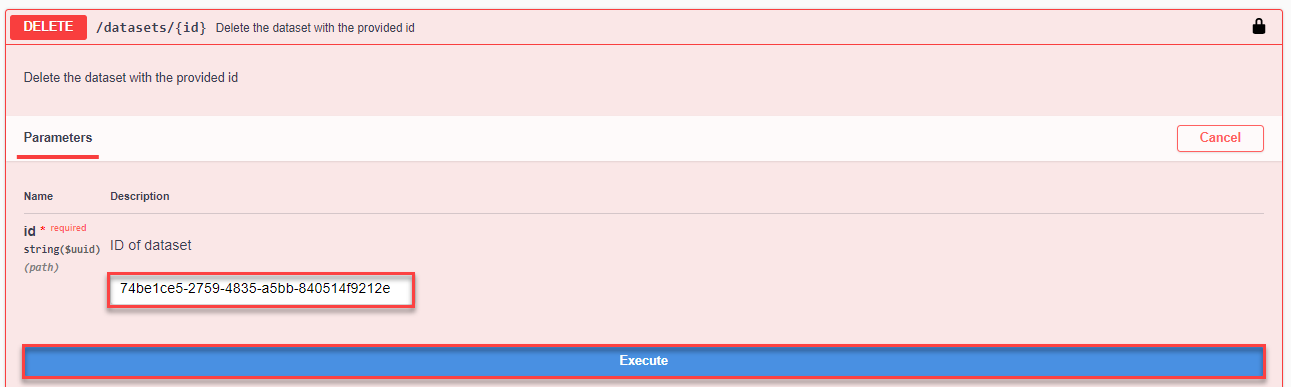 DELETE /datasets/{id} Delete the dataset with the provided id
Delete the dataset with the provided id
Parameters Cancel
Name Description
id * required
string($uuid) ID of dataset
(path)
74be1ce5-2759-4835-a5bb-840514f9212e
Execute